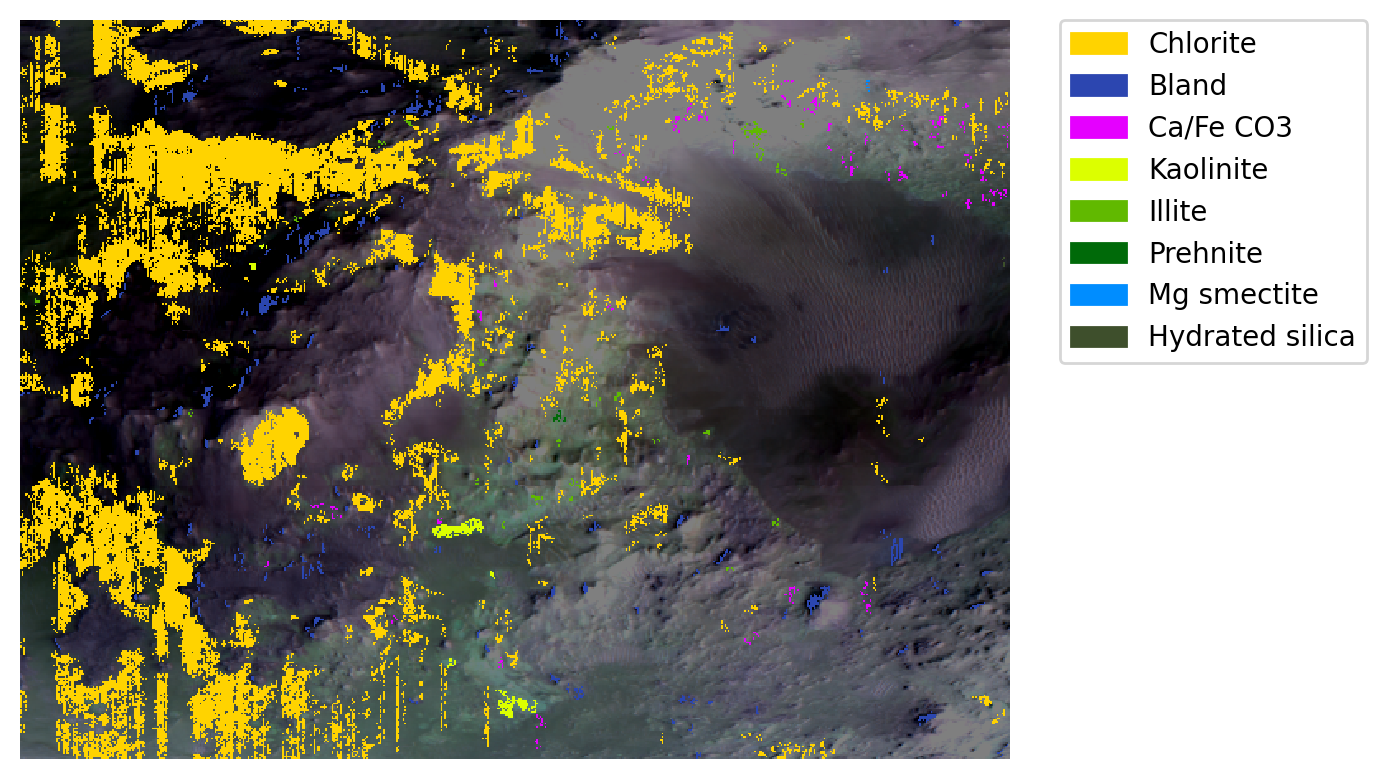 Chlorite
Bland
Ca/Fe CO3
Kaolinite
Illite
Prehnite
Mg smectite
Hydrated silica